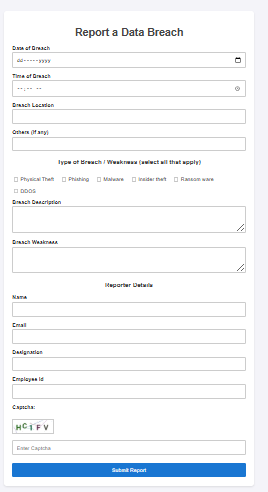 Report a Data Breach
Date of Breach
dd-----yyyy
Time of Breach
--:-- --
Breach Location
Others (if any)
Type of Breach / Weakness (select all that apply)
Physical Theft Phishing Malware Insider theft Ransom ware
DDOS
Breach Description
Breach Weakness
Reporter Details
Name
Email
Designation
Employee Id
Captcha:
HC1FV
Enter Captcha
Submit Report